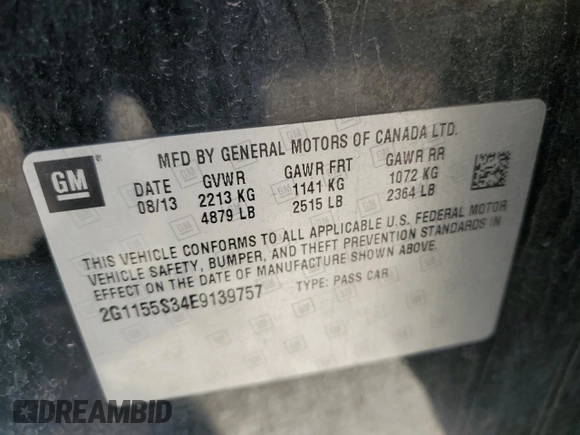 GM
MFD BY GENERAL MOTORS OF CANADA LTD.
DATE GVWR GAWR FRT GAWR RR
08/13 2213 KG 1141 KG 1072 KG
4879 LB 2515 LB 2364 LB
THIS VEHICLE CONFORMS TO ALL APPLICABLE U.S. FEDERAL MOTOR
VEHICLE SAFETY, BUMPER, AND THEFT PREVENTION STANDARDS IN
EFFECT ON THE DATE OF MANUFACTURE SHOWN ABOVE.
2G1155S34E9139757 TYPE: PASS CAR
DREAMBID